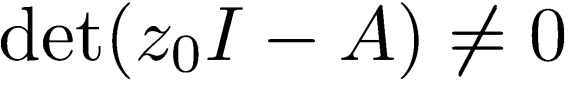 det(z₀I − A) ≠ 0